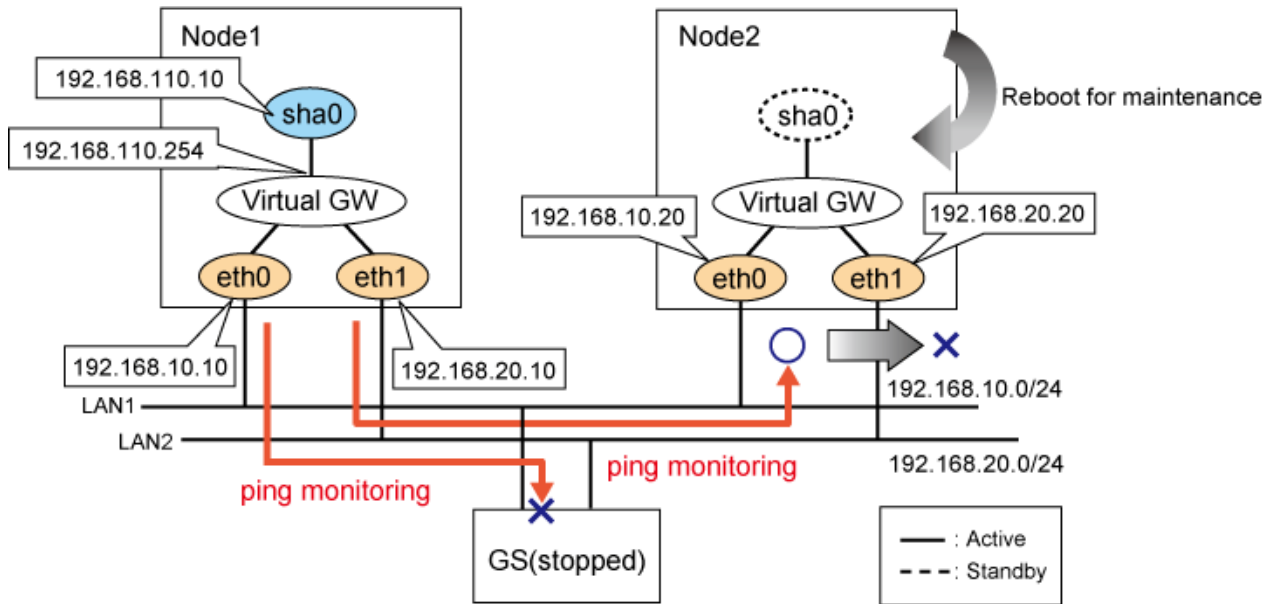 Node1
192.168.110.10
sha0
192.168.110.254
Virtual GW
eth0
eth1
192.168.10.10
192.168.20.10
Node2
sha0
Reboot for maintenance
Virtual GW
192.168.10.20
192.168.20.20
eth0
eth1
LAN1
192.168.10.0/24
LAN2
192.168.20.0/24
ping monitoring
ping monitoring
GS(stopped)
: Active
: Standby